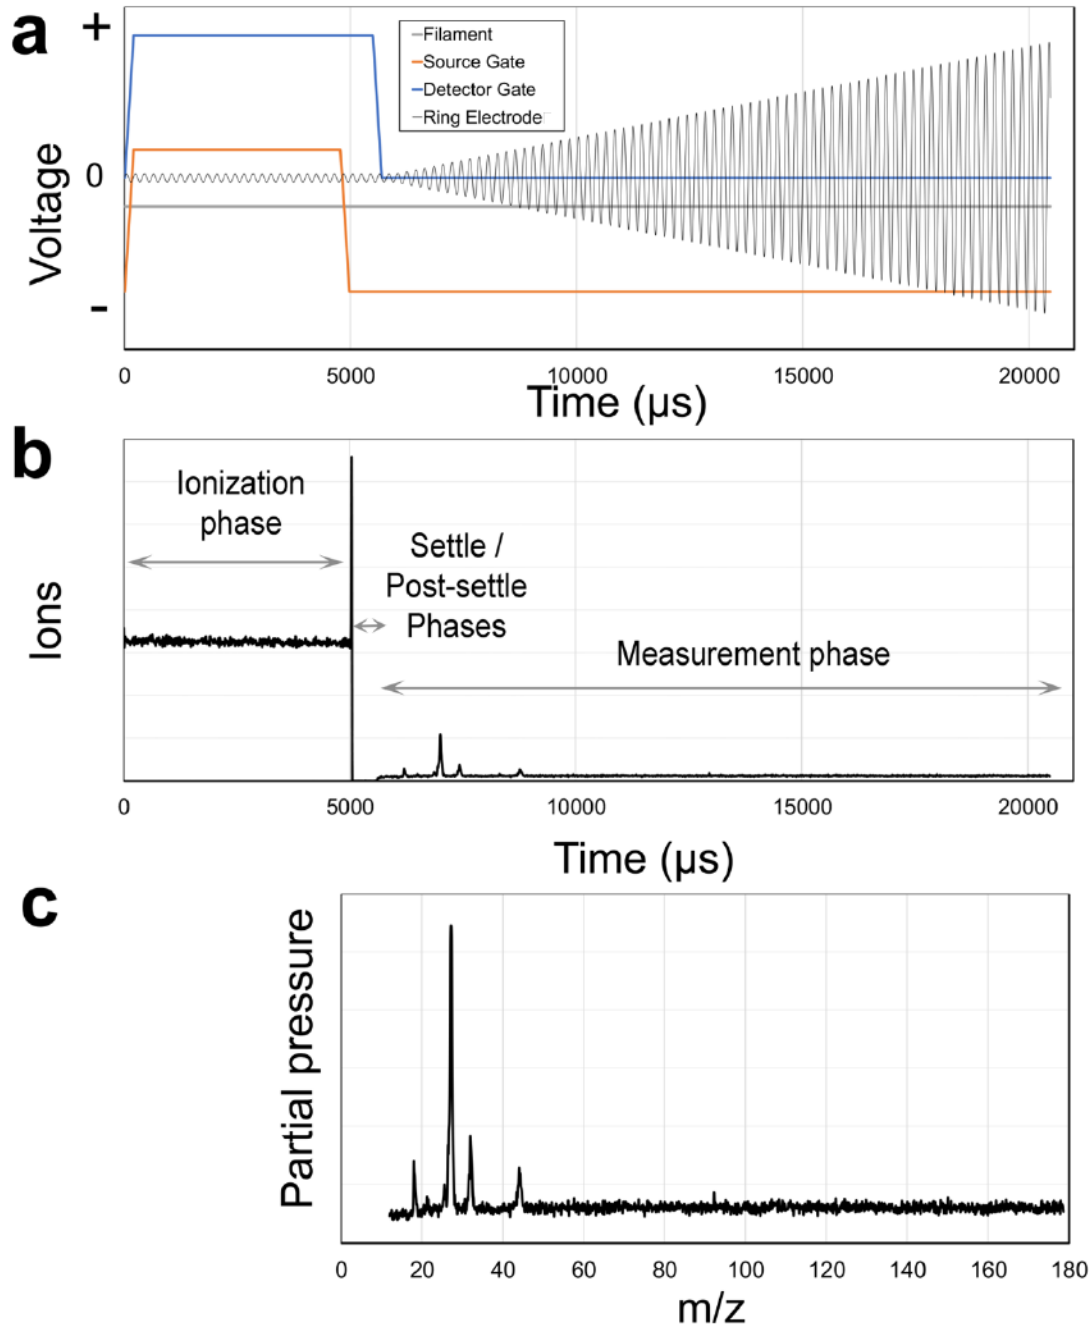 a
+
0
-
Voltage
Filament
Source Gate
Detector Gate
Ring Electrode
0 5000 10000 15000 20000
Time (µs)
b
Ions
Ionization
phase
Settle /
Post-settle
Phases
Measurement phase
0 5000 10000 15000 20000
Time (µs)
c
Partial pressure
0 20 40 60 80 100 120 140 160 180
m/z